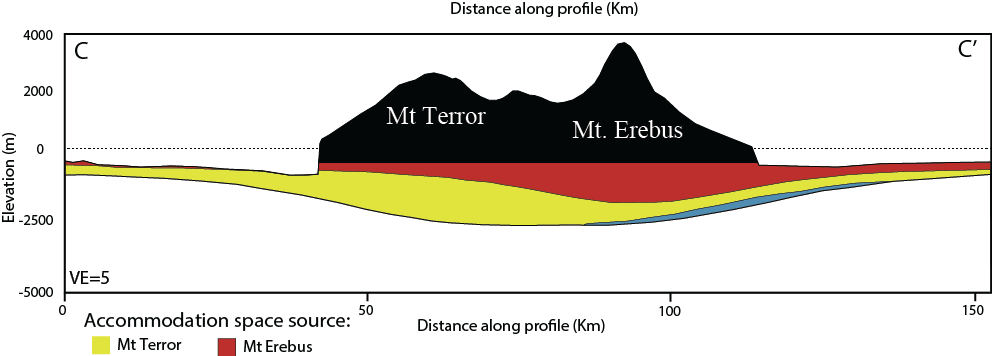 Distance along profile (Km)
4000
C
C’
2000
Mt Terror
Mt. Erebus
0
Elevation (m)
-2500
VE=5
-5000
0
50
100
150
Distance along profile (Km)
Accommodation space source:
Mt Terror
Mt Erebus